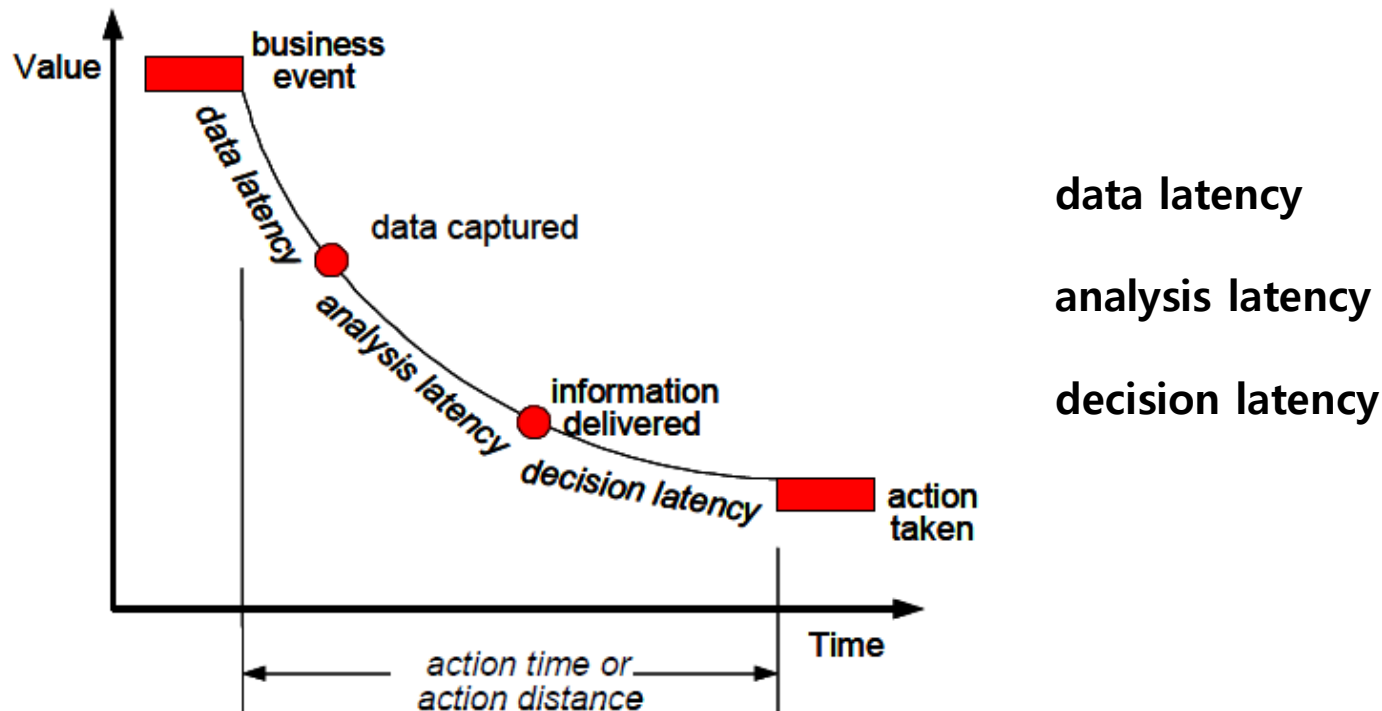 Value
business
event
data latency
data captured
analysis latency
information
delivered
decision latency
action
taken
Time
action time or
action distance
data latency
analysis latency
decision latency